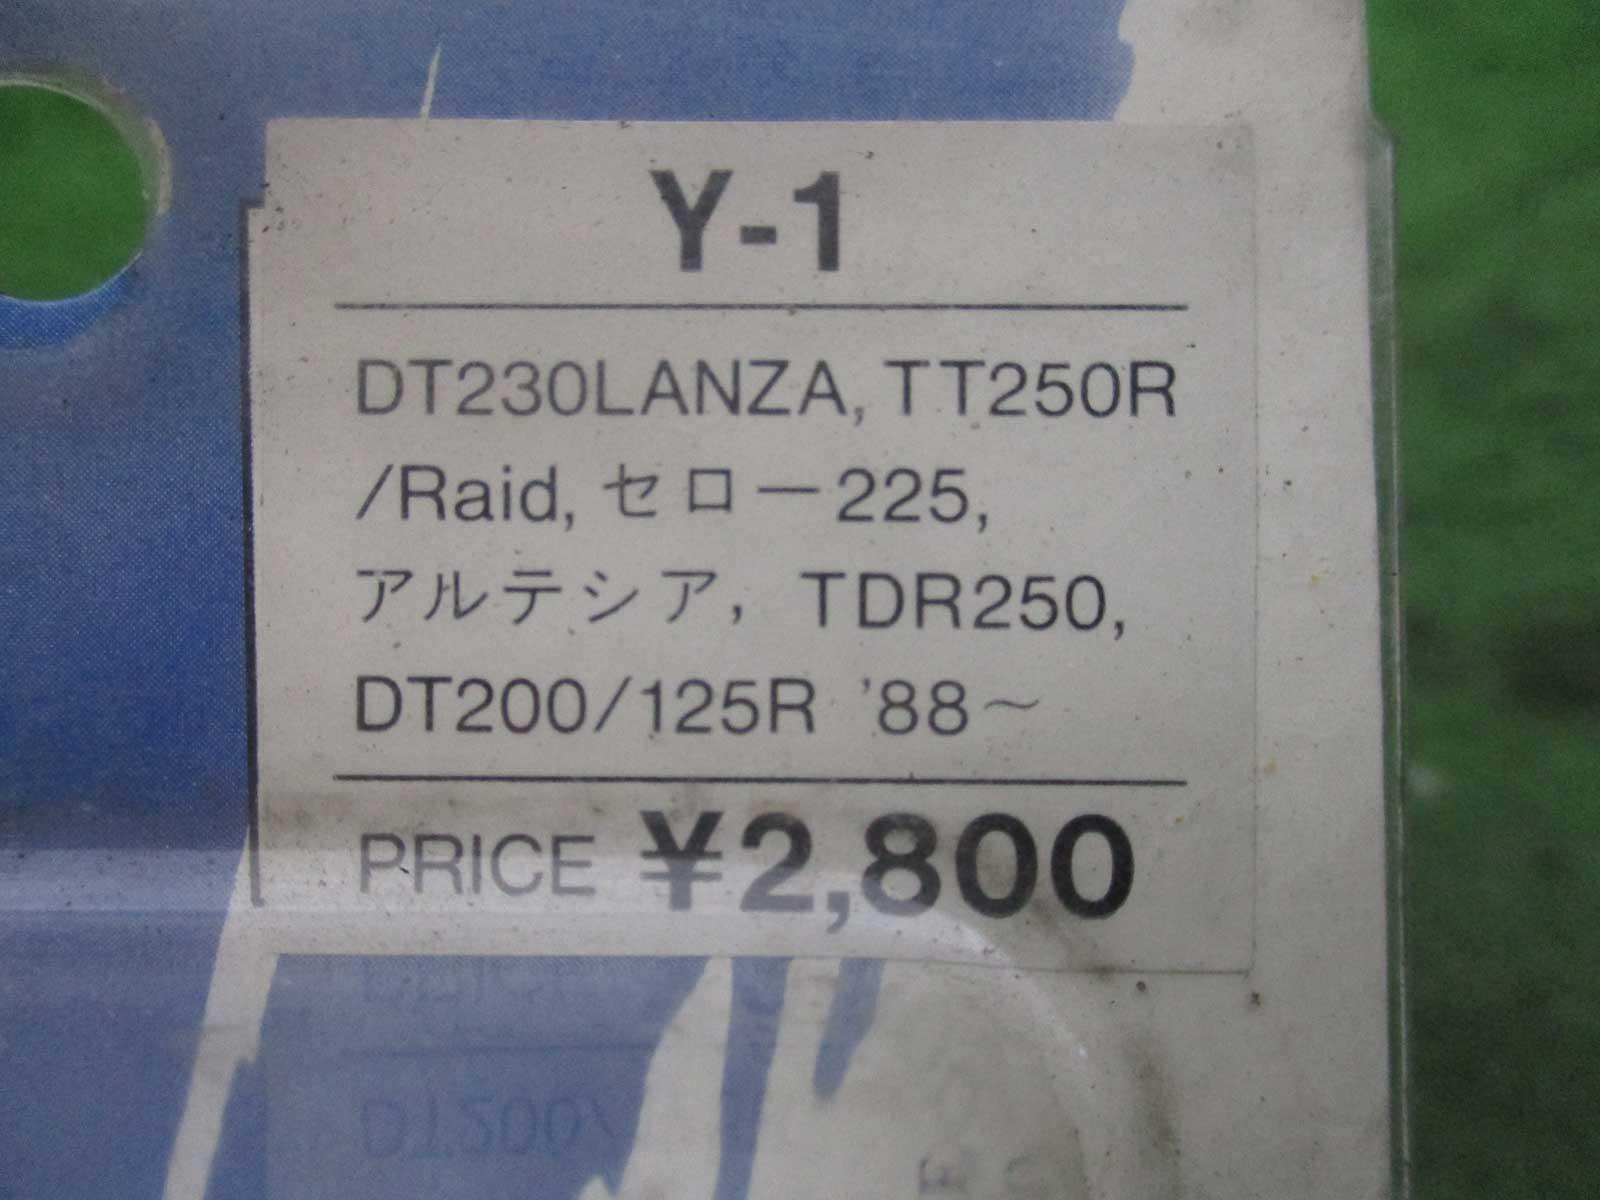 Y-1
DT230LANZA, TT250R
/Raid, セロー225,
アルテシア, TDR250,
DT200/125R '88～
PRICE ¥2,800